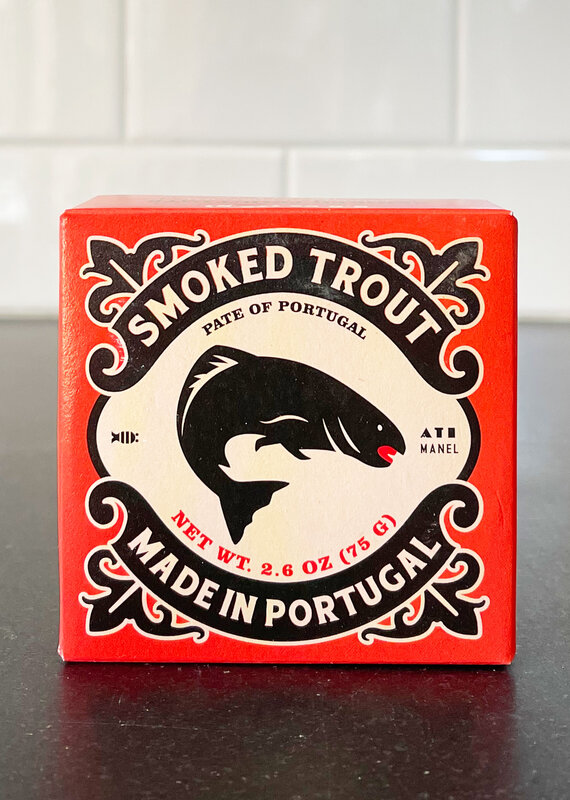 SMOKED TROUT
PATE OF PORTUGAL
ATI
MANEL
NET WT. 2.6 OZ (75 G)
MADE IN PORTUGAL